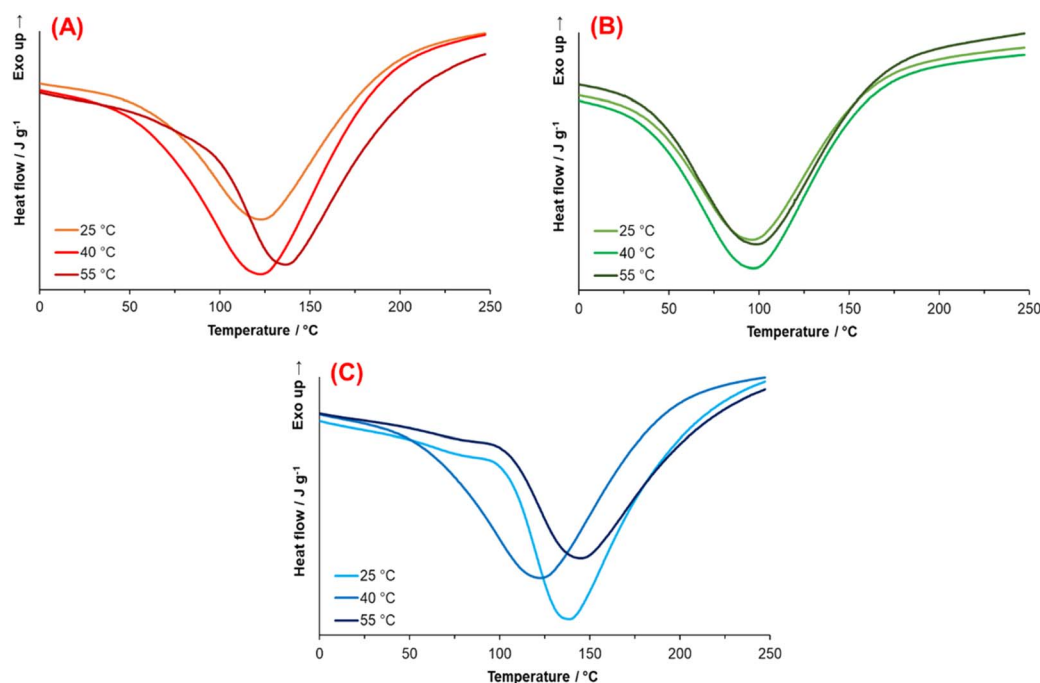 (A)
Exo up →
Heat flow / J g⁻¹
25 °C
40 °C
55 °C
0 50 100 150 200 250
Temperature / °C
(B)
Exo up →
Heat flow / J g⁻¹
25 °C
40 °C
55 °C
0 50 100 150 200 250
Temperature / °C
(C)
Exo up →
Heat flow / J g⁻¹
25 °C
40 °C
55 °C
0 50 100 150 200 250
Temperature / °C